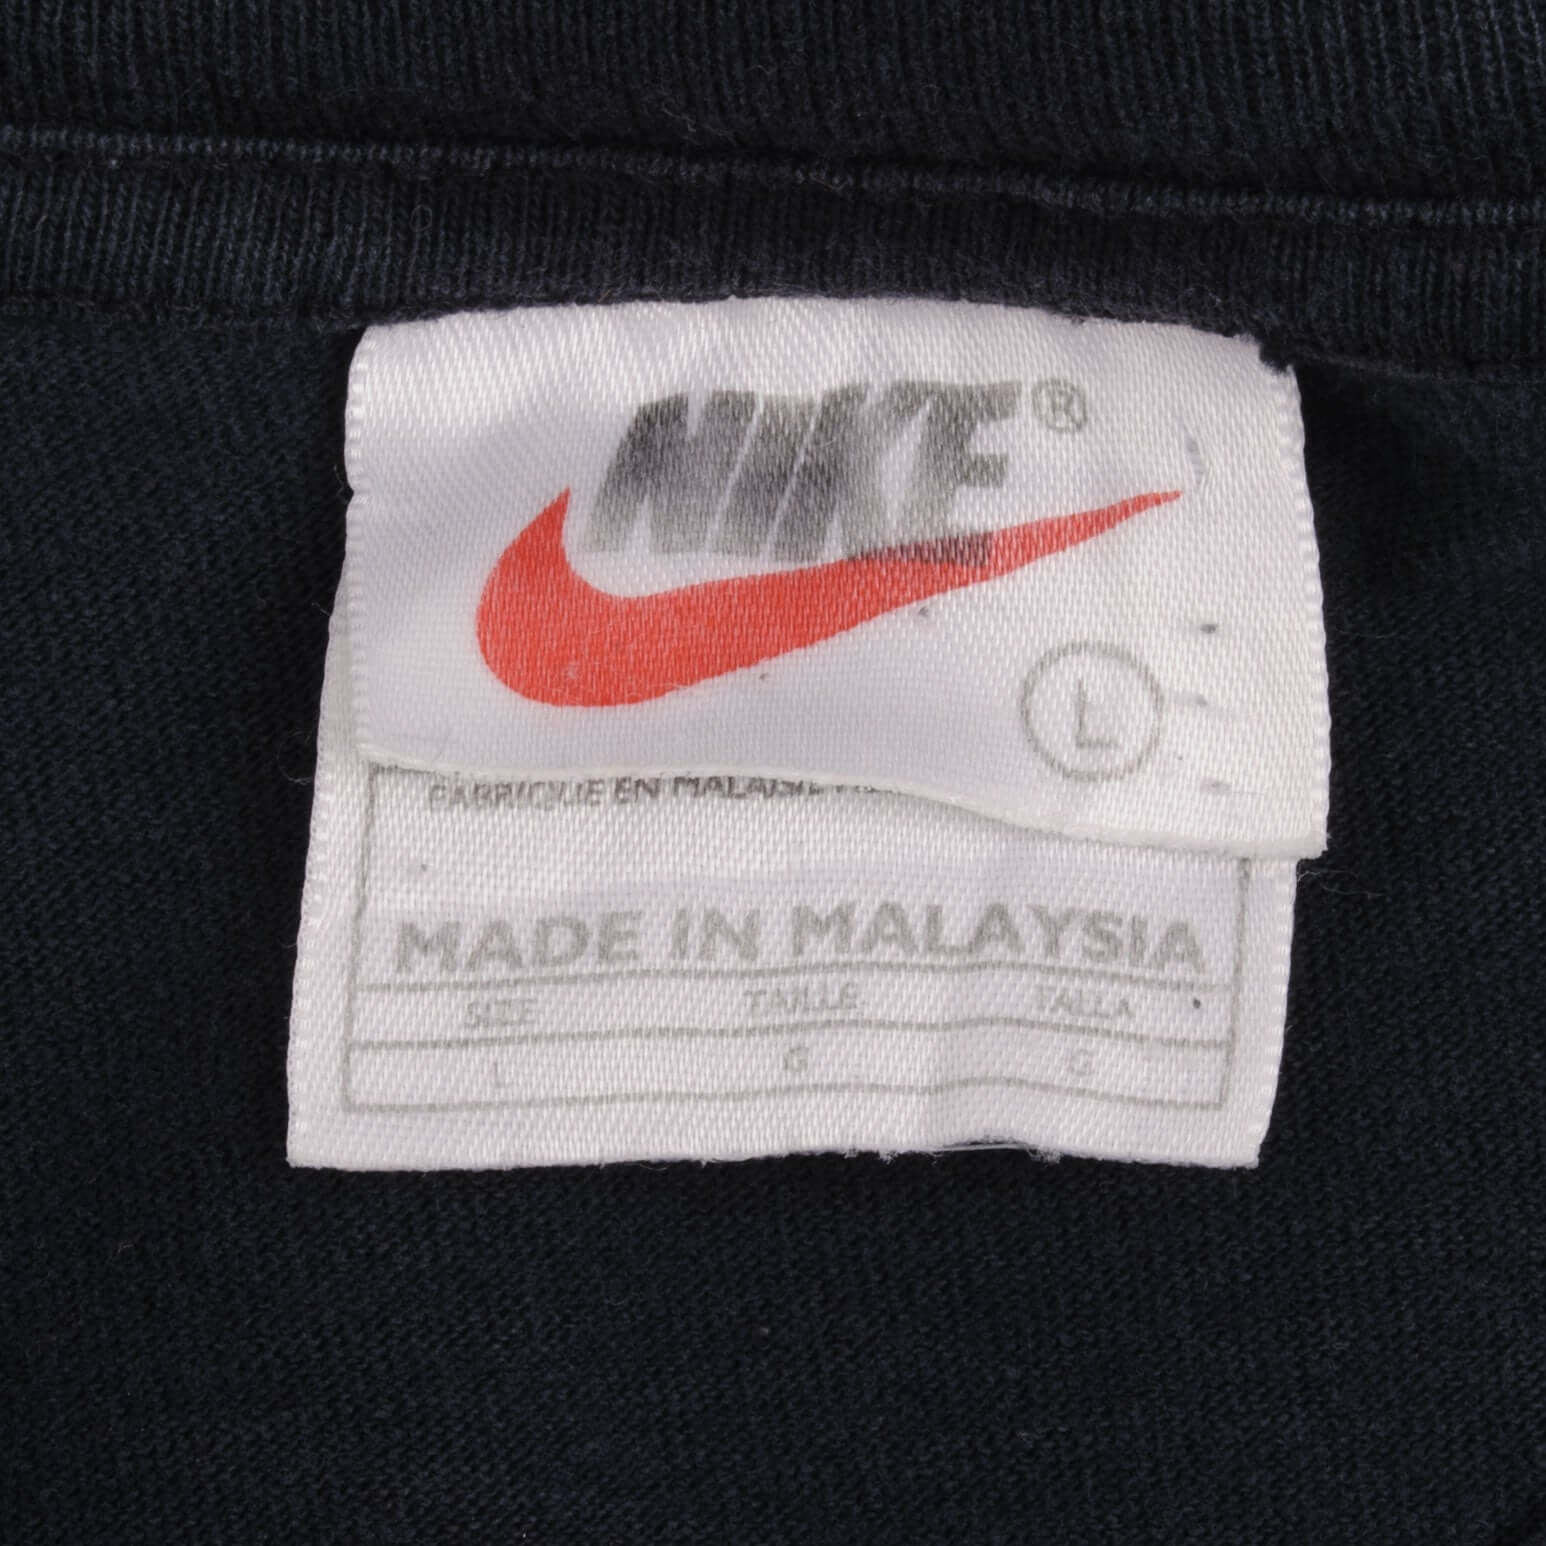 NIKE®
L
FABRIQUE EN MALAISIE
MADE IN MALAYSIA
SIZE TAILLE TALLA
L G G